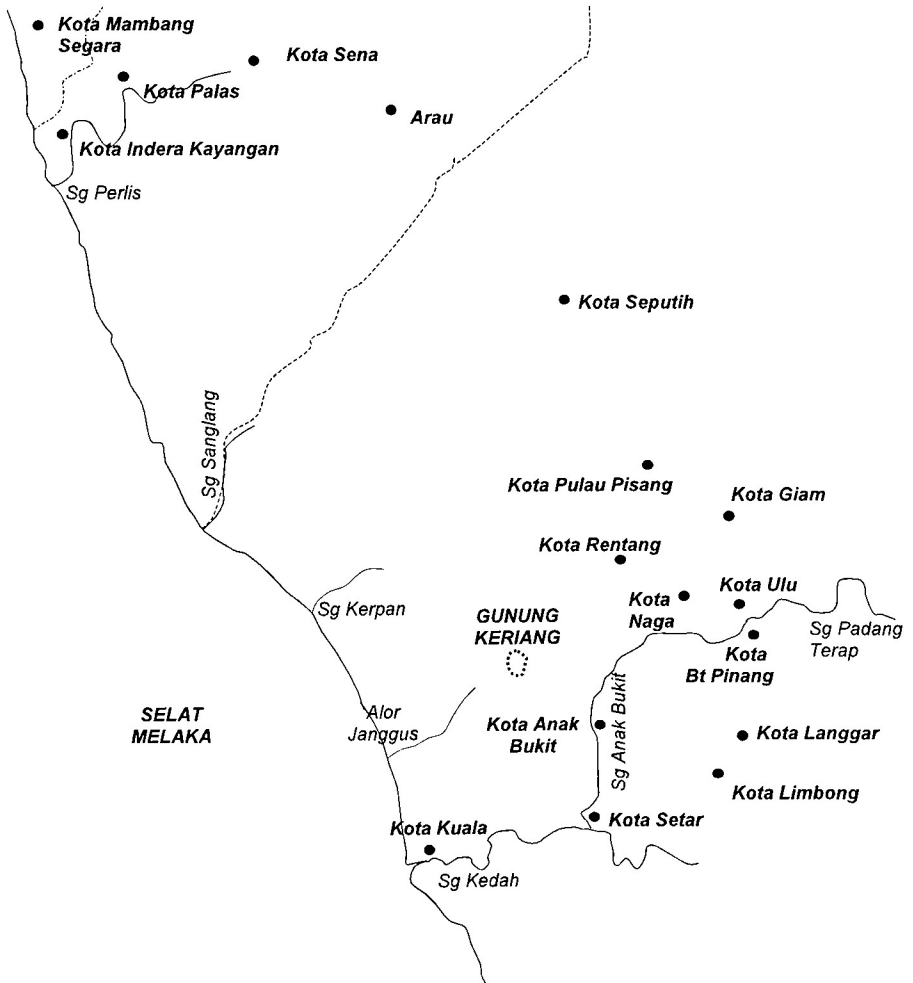 Kota Mambang
Segara
Kota Sena
Kota Palas
Arau
Kota Indera Kayangan
Sg Perlis
Kota Seputih
Sg Sanglang
Kota Pulau Pisang
Kota Giam
Kota Rentang
Sg Kerpan
GUNUNG
KERIANG
Kota
Naga
Kota Ulu
Sg Padang
Terap
Kota
Bt Pinang
SELAT
MELAKA
Alor
Janggus
Kota Anak
Bukit
Sg Anak Bukit
Kota Langgar
Kota Limbong
Kota Kuala
Kota Setar
Sg Kedah